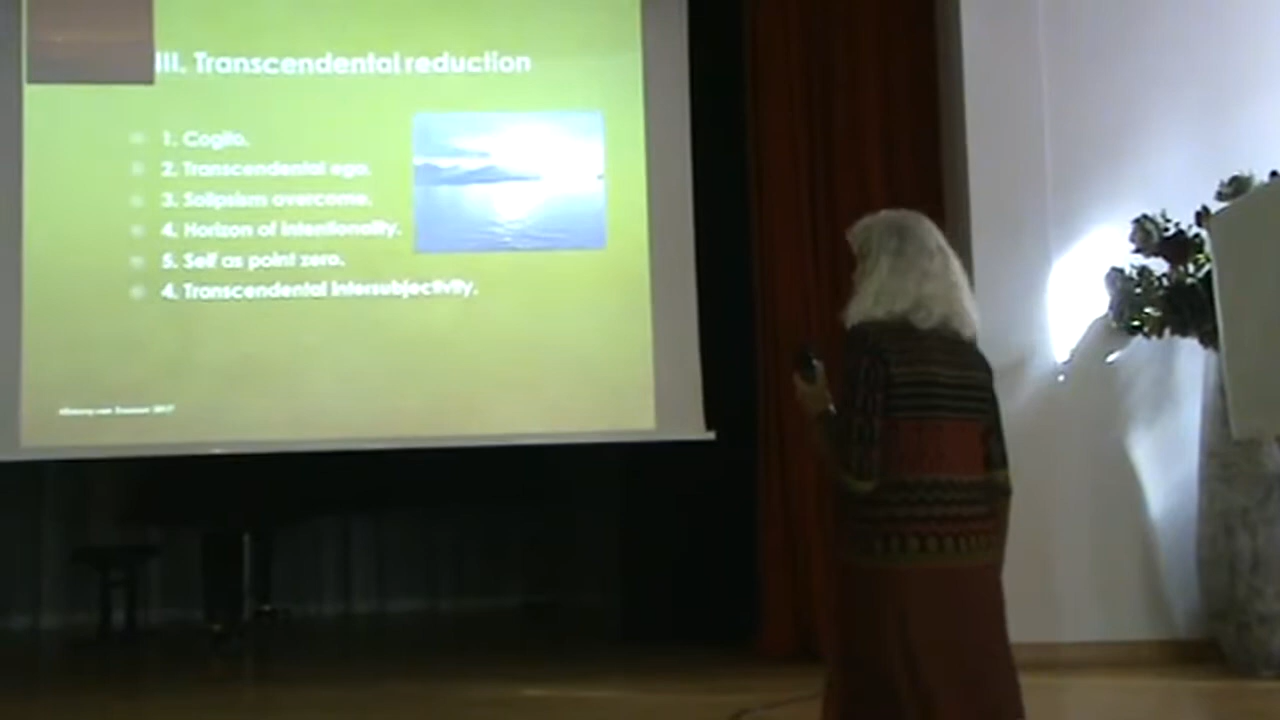 III. Transcendental reduction
1. Cogito.
2. Transcendental ego.
3. Solipsism overcome.
4. Horizon of intentionality.
5. Self as point zero.
4. Transcendental intersubjectivity.
2017